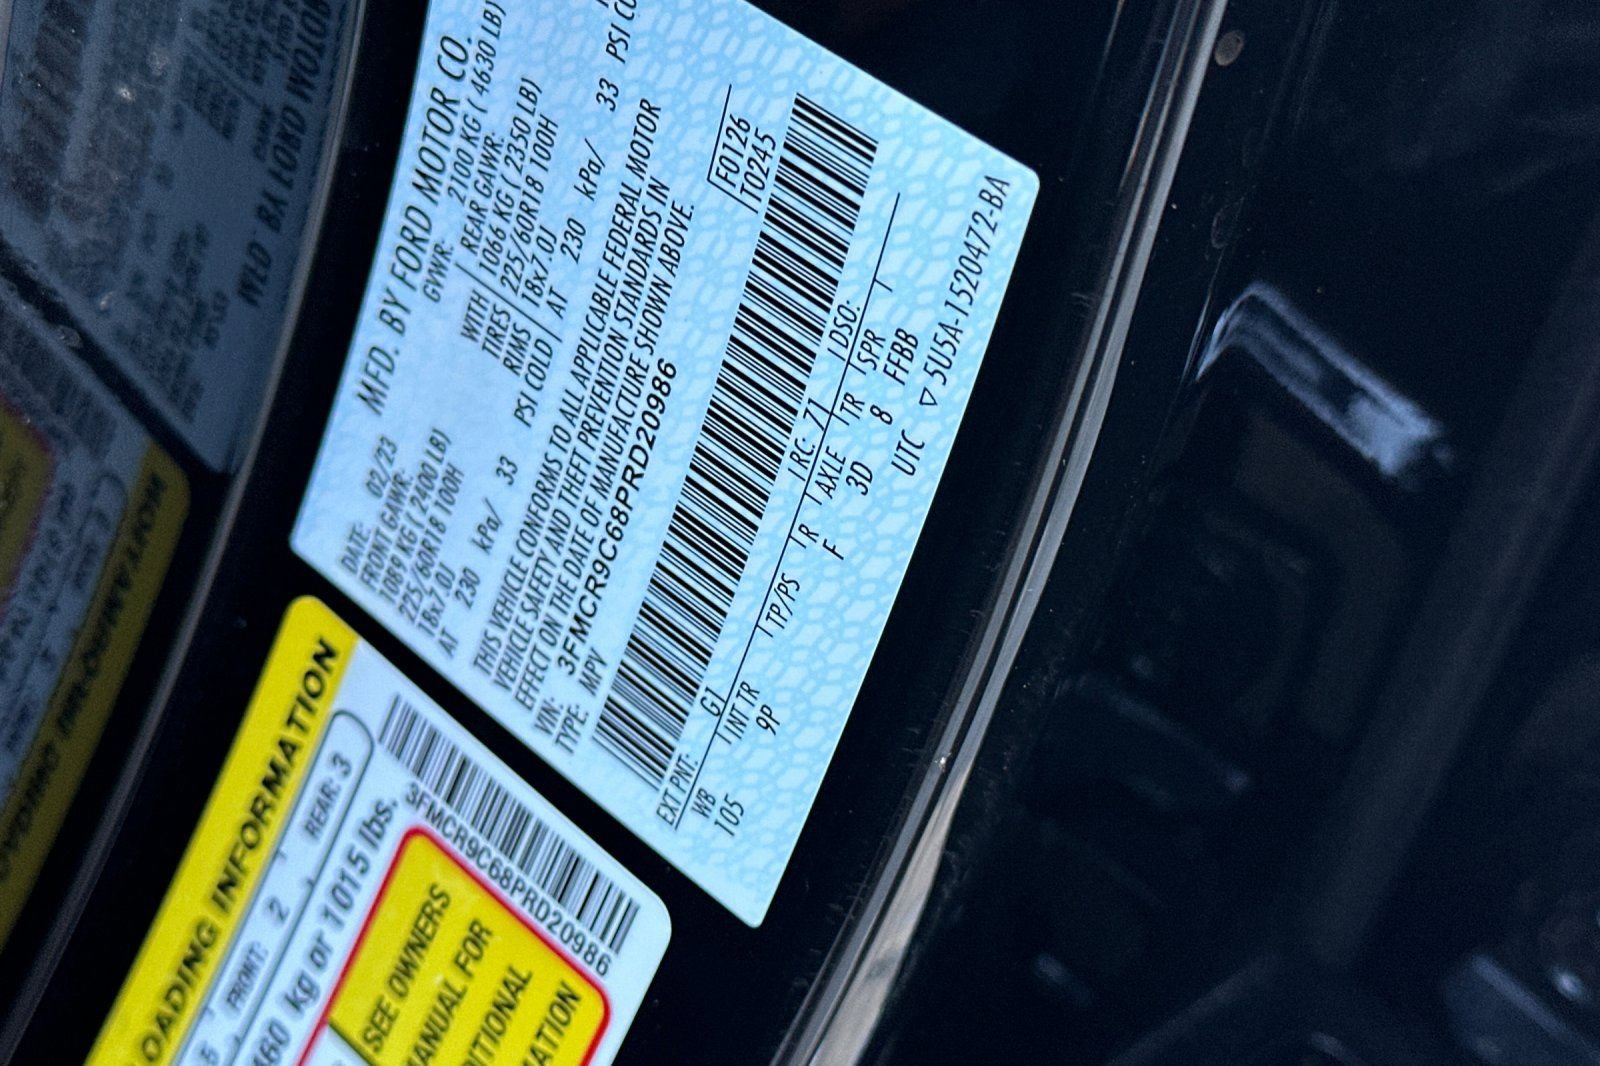 MFD. BY FORD MOTOR CO.
DATE: 02/23
GVWR: 2100 KG ( 4630 LB)
FRONT GAWR:
1089 KG ( 2400 LB)
225/60R18 100H
18x7.0J
AT 230 kPa/ 33
WITH
TIRES
RIMS
PSI COLD
REAR GAWR:
1066 KG ( 2350 LB)
225/60R18 100H
18x7.0J
AT 230 kPa/ 33 PSI CO
THIS VEHICLE CONFORMS TO ALL APPLICABLE FEDERAL MOTOR
VEHICLE SAFETY AND THEFT PREVENTION STANDARDS IN
EFFECT ON THE DATE OF MANUFACTURE SHOWN ABOVE.
VIN: 3FMCR9C68PRD20986
TYPE: MPV
F0126
T0245
EXT PNT: G1 RC: 71 DSO:
WB INT TR TP/PS R AXLE TR SPR
105 9P F 3D 8 FFBB
UTC ▽ 5U5A-1520472-BA
LOADING INFORMATION
FRONT: 2 REAR: 3
460 kg or 1015 lbs.
3FMCR9C68PRD20986
SEE OWNERS
MANUAL FOR
DITIONAL
MATION